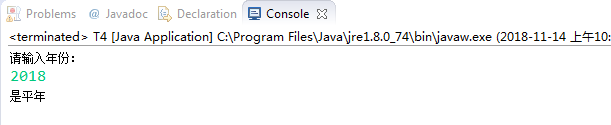 Problems @ Javadoc Declaration Console
<terminated> T4 [Java Application] C:\Program Files\Java\jre1.8.0_74\bin\javaw.exe (2018-11-14 上午10:
请输入年份：
2018
是平年